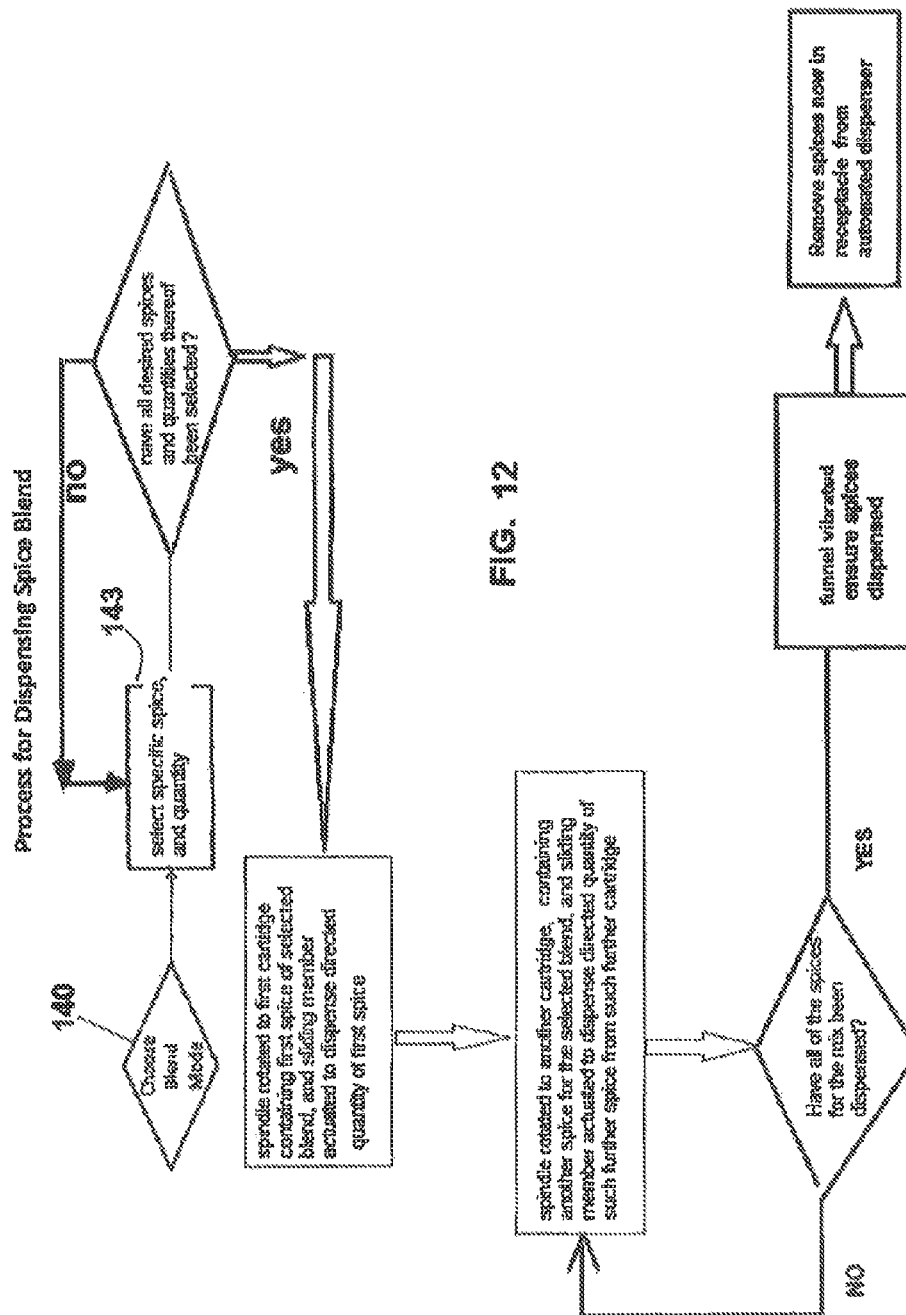 Process for Dispensing Spice Blend
140
Choose
Blend
Mode
143
select specific spice,
and quantity
no
have all desired spices
and quantities thereof
been selected?
yes
spindle rotated to first cartridge
containing first spice of selected
blend, and sliding member
actuated to dispense directed
quantity of first spice
FIG. 12
spindle rotated to another cartridge, containing
another spice for the selected blend, and sliding
member actuated to dispense directed quantity of
such further spice from such further cartridge
Have all of the spices
for the mix been
dispensed?
NO
YES
funnel vibrated
ensure spices
dispensed
Remove spices now in
receptacle from
automated dispenser